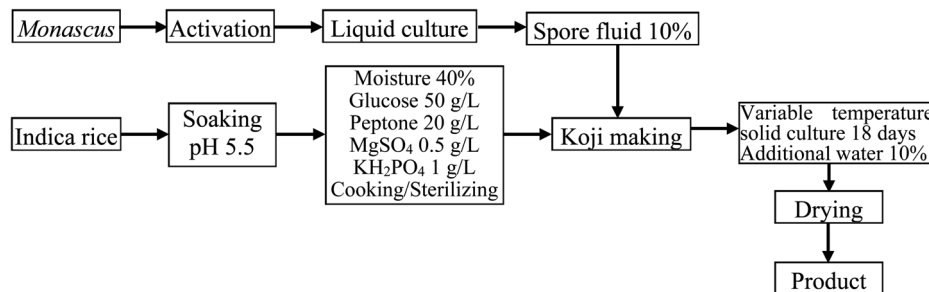 Monascus
Activation
Liquid culture
Spore fluid 10%
Indica rice
Soaking
pH 5.5
Moisture 40%
Glucose 50 g/L
Peptone 20 g/L
MgSO₄ 0.5 g/L
KH₂PO₄ 1 g/L
Cooking/Sterilizing
Koji making
Variable temperature
solid culture 18 days
Additional water 10%
Drying
Product